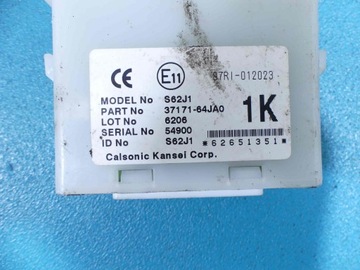 CE E11 97RI-012023
MODEL No S62J1
PART No 37171-64JA0
LOT No 6206
SERIAL No 54900
ID No S62J1
1K
*62651351*
Calsonic Kansei Corp.